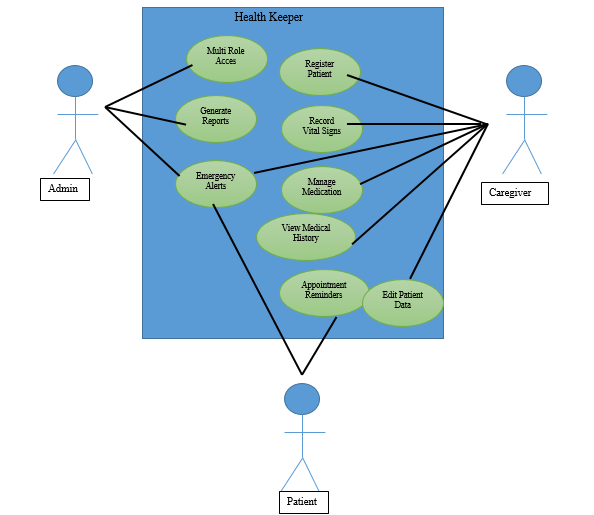 Health Keeper
Multi Role
Acces
Register
Patient
Generate
Reports
Record
Vital Signs
Emergency
Alerts
Manage
Medication
Admin
Caregiver
View Medical
History
Appointment
Reminders
Edit Patient
Data
Patient